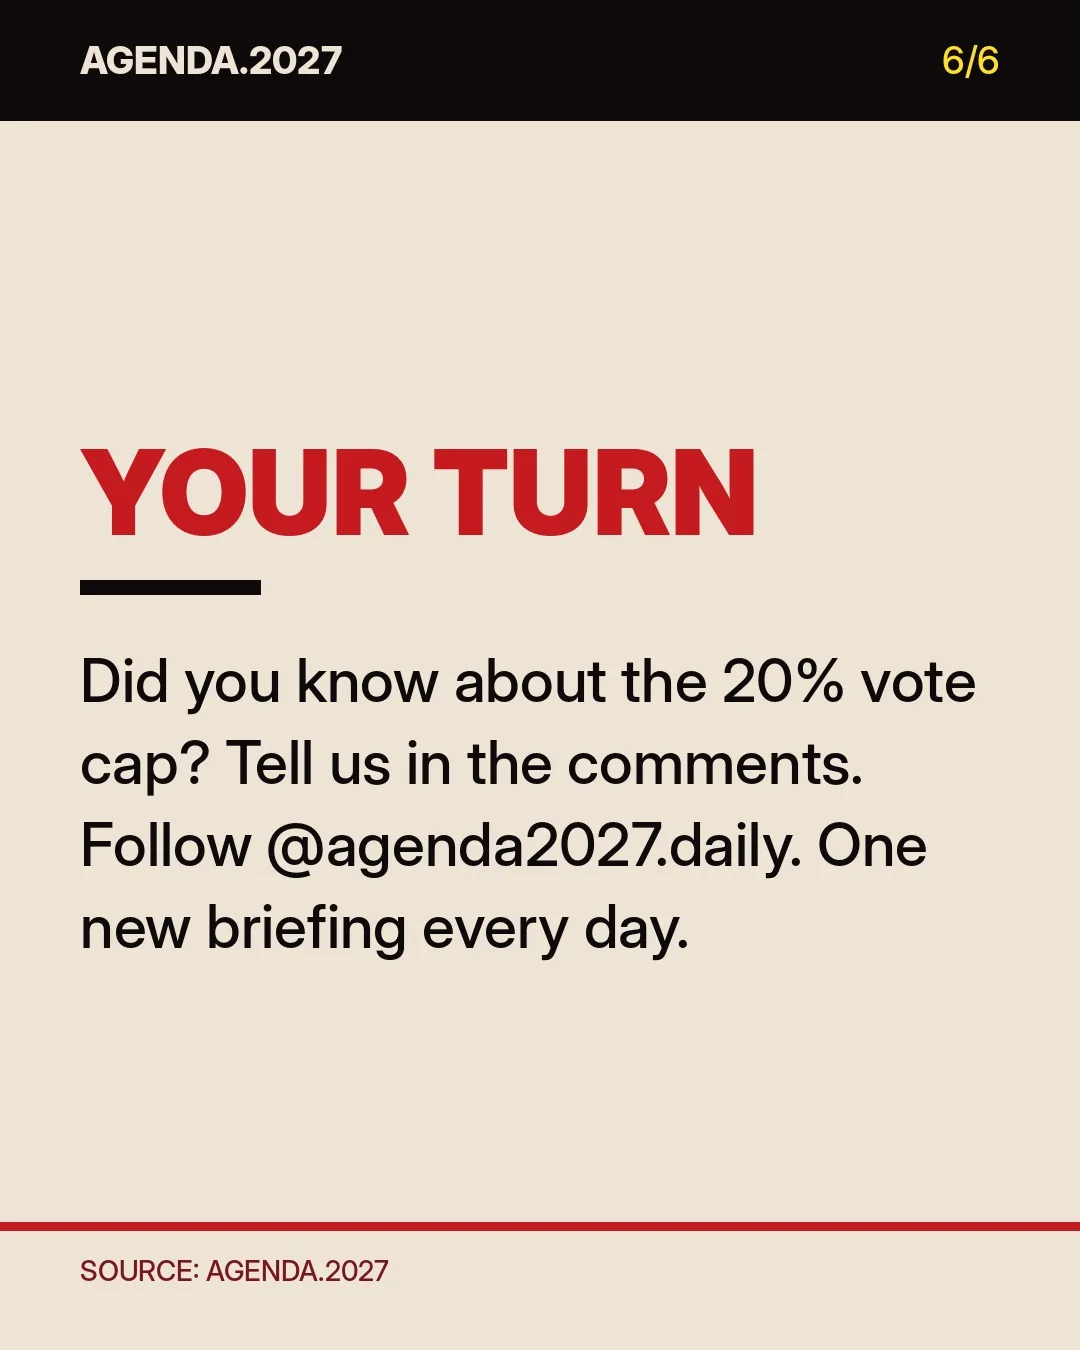 AGENDA.2027
6/6
YOUR TURN
Did you know about the 20% vote
cap? Tell us in the comments.
Follow @agenda2027.daily. One
new briefing every day.
SOURCE: AGENDA.2027